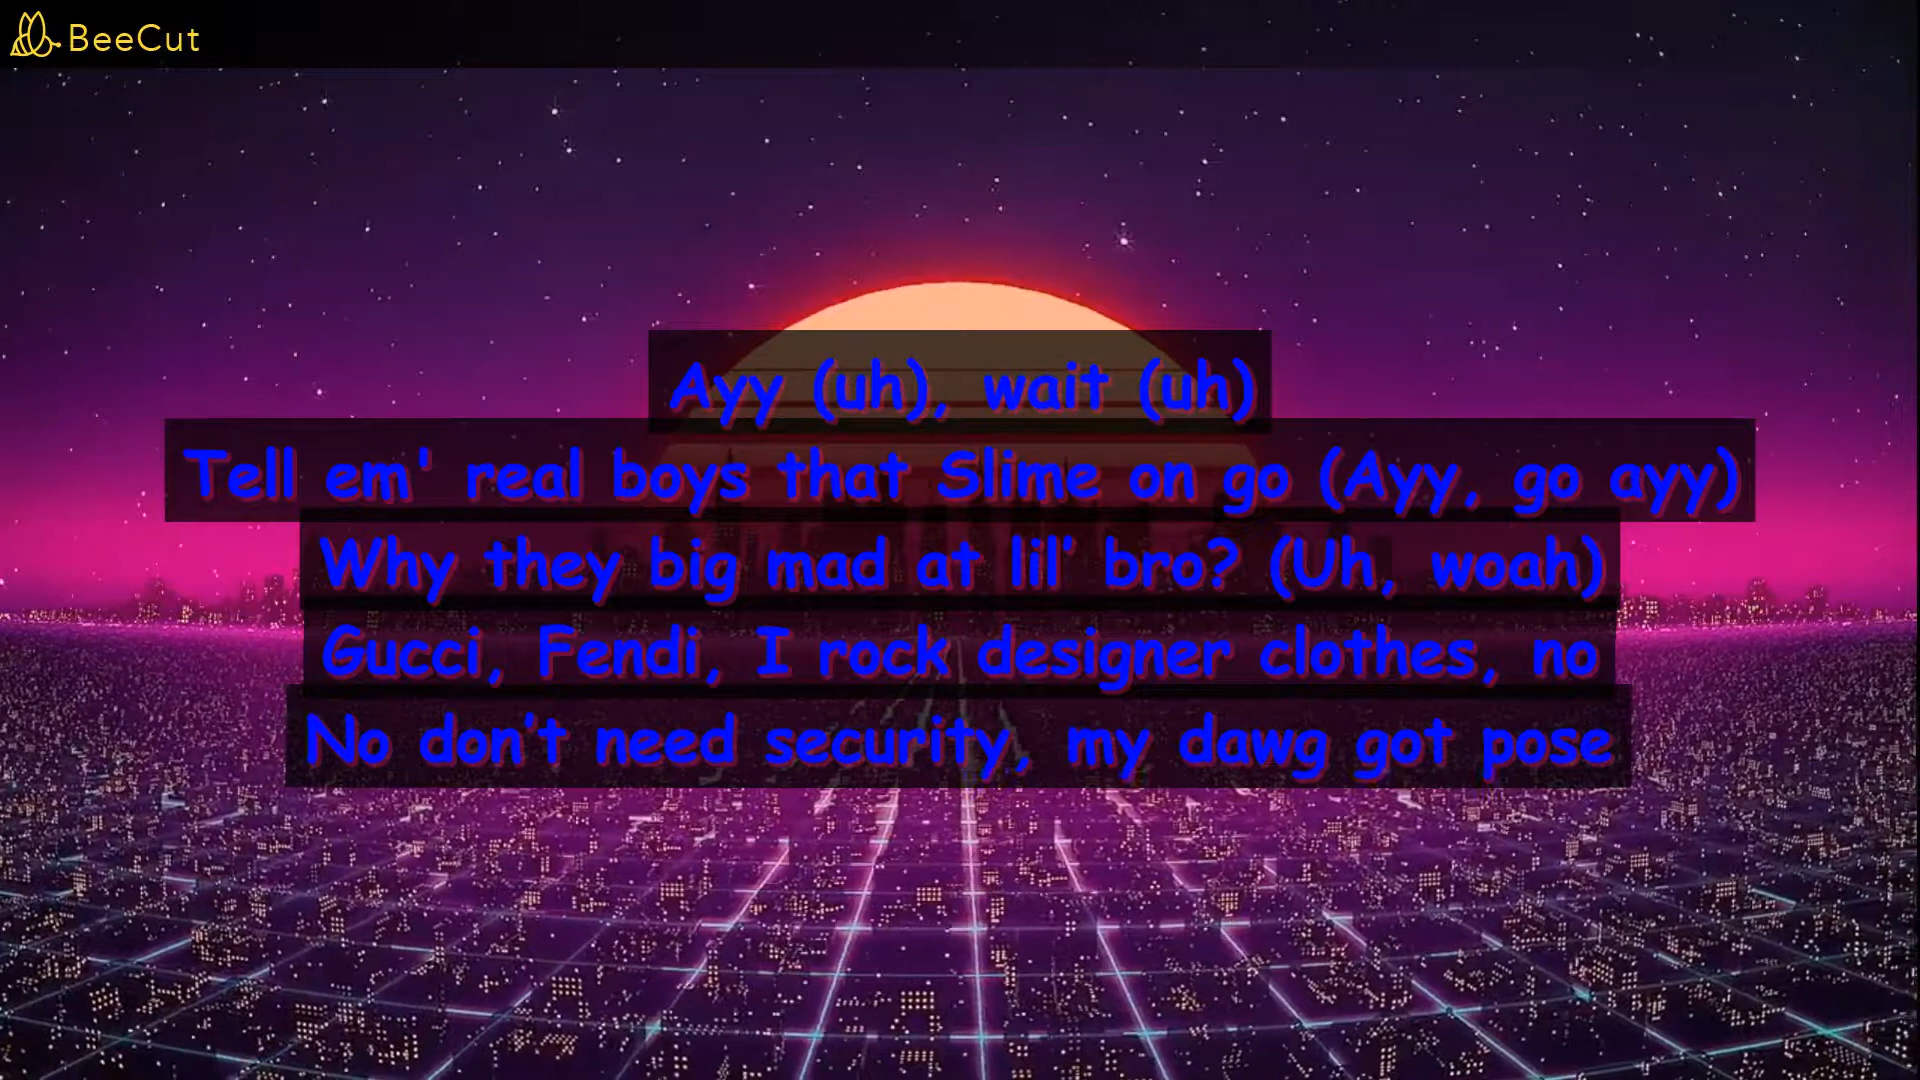 BeeCut
Ayy (uh), wait (uh)
Tell em' real boys that Slime on go (Ayy, go ayy)
Why they big mad at lil’ bro? (Uh, woah)
Gucci, Fendi, I rock designer clothes, no
No don’t need security, my dawg got pose